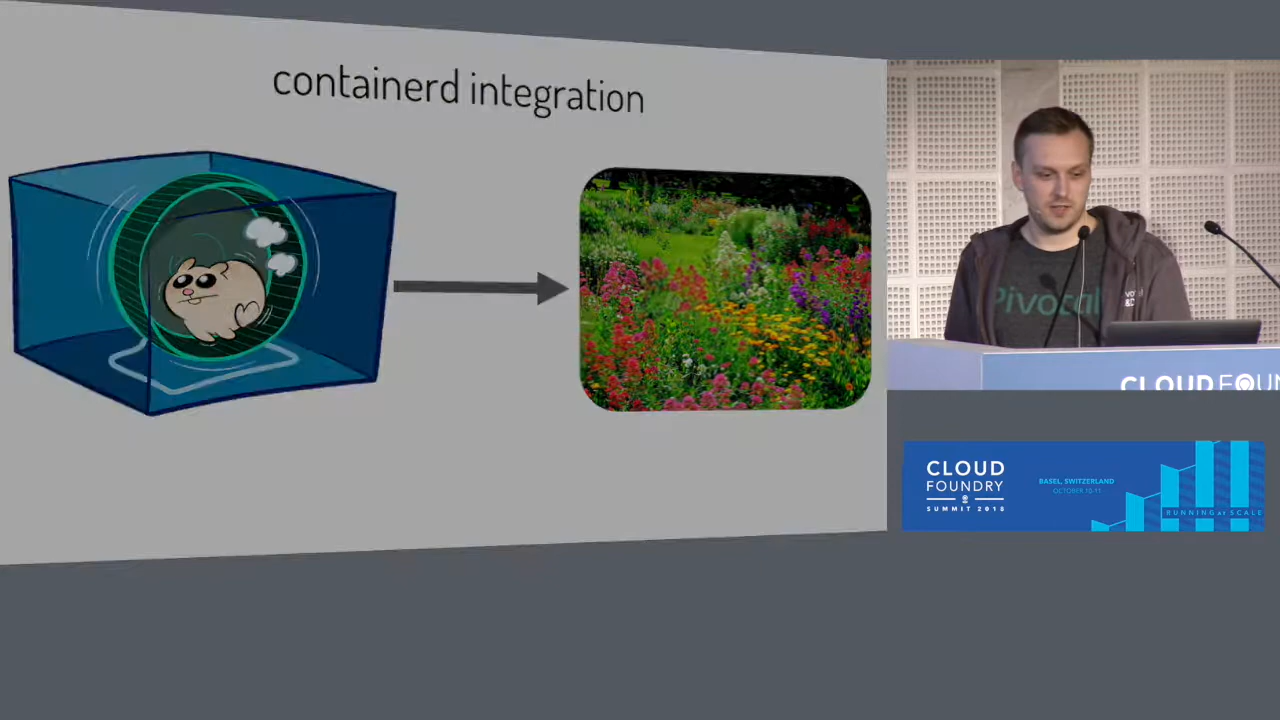 containerd integration
Pivotal
CLOUD FOUN
CLOUD
FOUNDRY
SUMMIT 2018
BASEL, SWITZERLAND
OCTOBER 10-11
RUNNING at SCALE